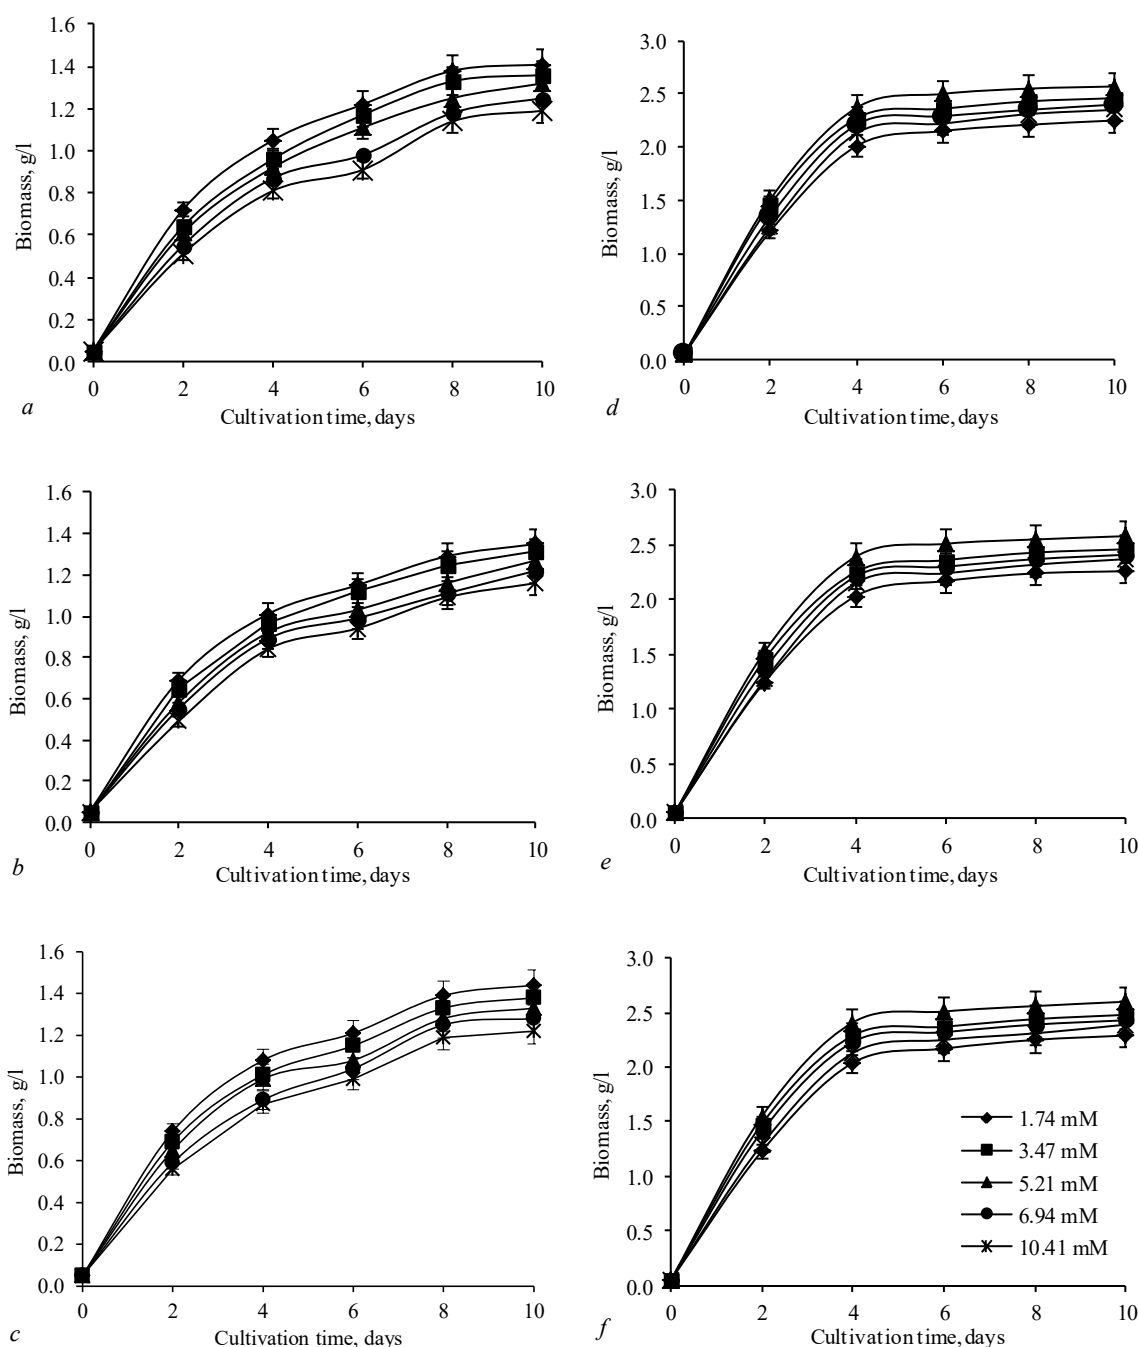 1.6
1.4
1.2
1.0
0.8
0.6
0.4
0.2
0.0
Biomass, g/l
0 2 4 6 8 10
Cultivation time, days
a
3.0
2.5
2.0
1.5
1.0
0.5
0.0
Biomass, g/l
0 2 4 6 8 10
Cultivation time, days
d
1.6
1.4
1.2
1.0
0.8
0.6
0.4
0.2
0.0
Biomass, g/l
0 2 4 6 8 10
Cultivation time, days
b
3.0
2.5
2.0
1.5
1.0
0.5
0.0
Biomass, g/l
0 2 4 6 8 10
Cultivation time, days
e
1.6
1.4
1.2
1.0
0.8
0.6
0.4
0.2
0.0
Biomass, g/l
0 2 4 6 8 10
Cultivation time, days
c
3.0
2.5
2.0
1.5
1.0
0.5
0.0
Biomass, g/l
1.74 mM
3.47 mM
5.21 mM
6.94 mM
10.41 mM
0 2 4 6 8 10
Cultivation time, days
f